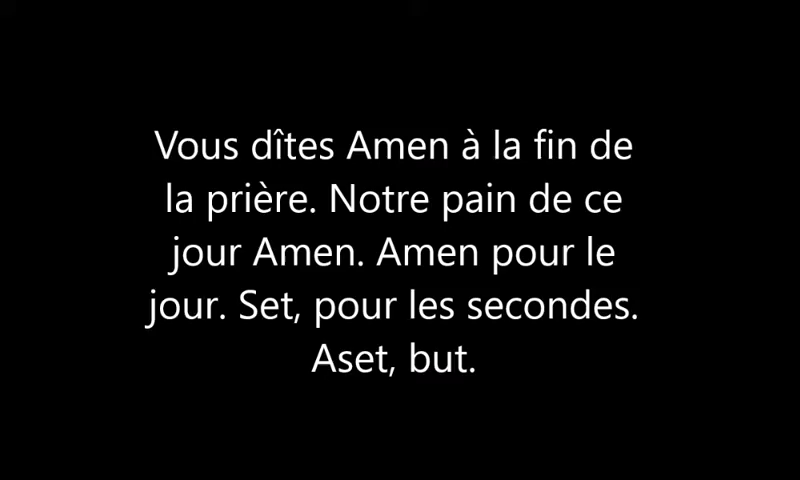 Vous dîtes Amen à la fin de
la prière. Notre pain de ce
jour Amen. Amen pour le
jour. Set, pour les secondes.
Aset, but.